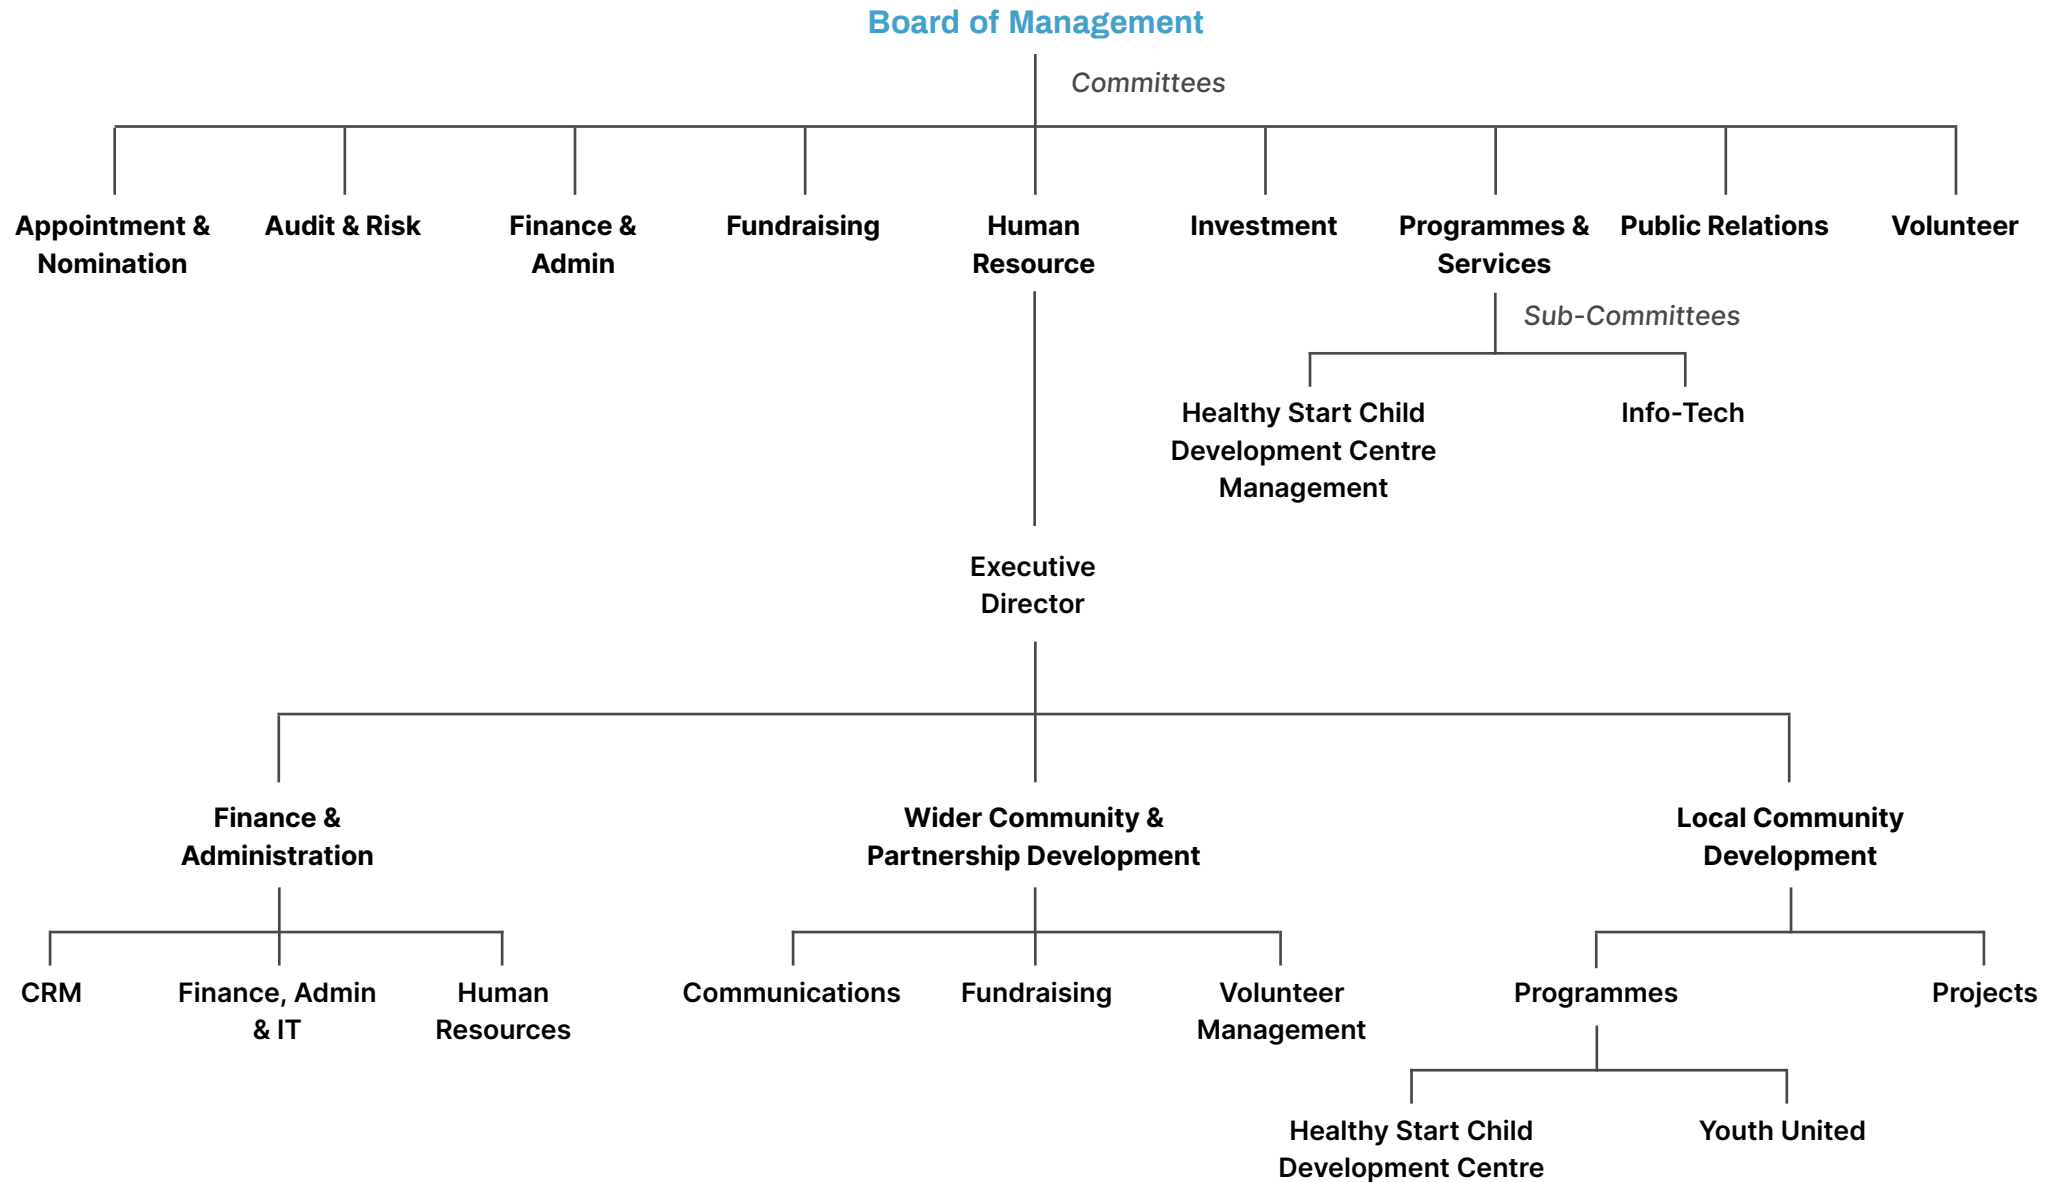 Board of Management
Committees
Appointment &
Nomination
Audit & Risk
Finance &
Admin
Fundraising
Human
Resource
Investment
Programmes &
Services
Public Relations
Volunteer
Sub-Committees
Healthy Start Child
Development Centre
Management
Info-Tech
Executive
Director
Finance &
Administration
Wider Community &
Partnership Development
Local Community
Development
CRM
Finance, Admin
& IT
Human
Resources
Communications
Fundraising
Volunteer
Management
Programmes
Projects
Healthy Start Child
Development Centre
Youth United